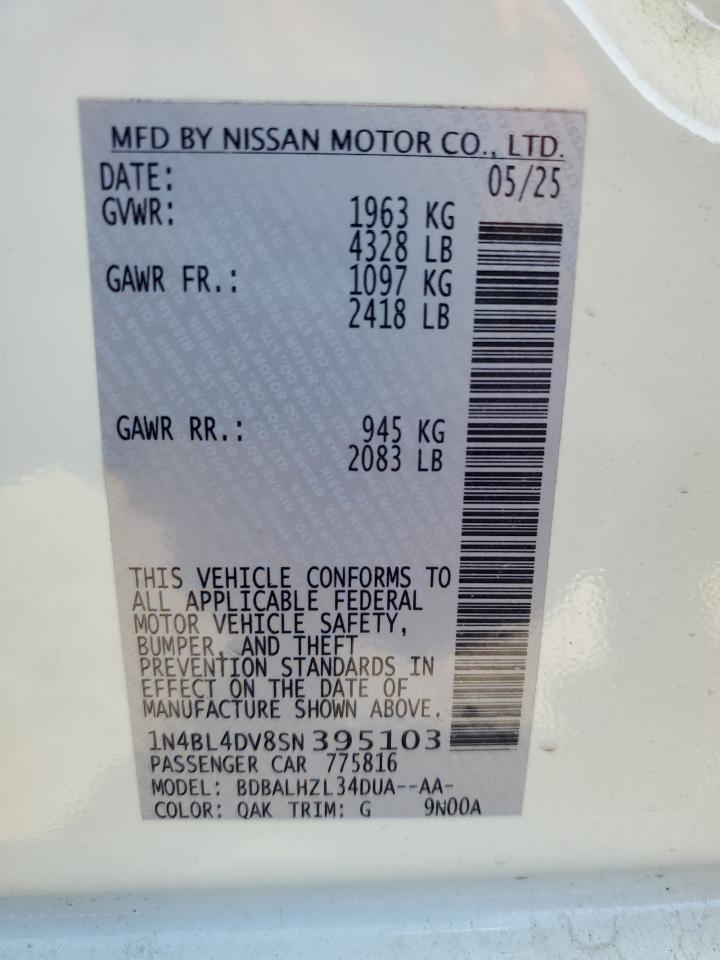 MFD BY NISSAN MOTOR CO., LTD.
DATE: 05/25
GVWR: 1963 KG
4328 LB
GAWR FR.: 1097 KG
2418 LB
GAWR RR.: 945 KG
2083 LB
THIS VEHICLE CONFORMS TO
ALL APPLICABLE FEDERAL
MOTOR VEHICLE SAFETY,
BUMPER, AND THEFT
PREVENTION STANDARDS IN
EFFECT ON THE DATE OF
MANUFACTURE SHOWN ABOVE.
1N4BL4DV8SN395103
PASSENGER CAR 775816
MODEL: BDBALHZL34DUA--AA-
COLOR: QAK TRIM: G 9N00A